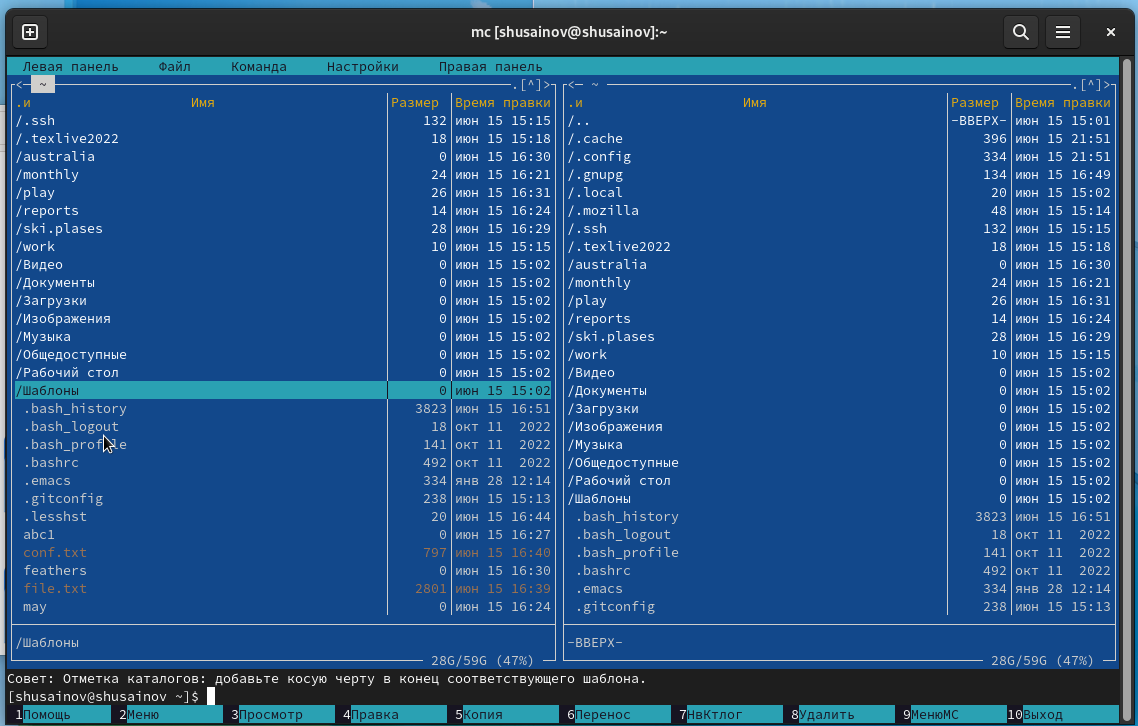 mc [shusainov@shusainov]:~
Левая панель Файл Команда Настройки Правая панель
<─ ~ .[^]>
.и Имя Размер Время правки
/.ssh 132 июн 15 15:15
/.texlive2022 18 июн 15 15:18
/australia 0 июн 15 16:30
/monthly 24 июн 15 16:21
/play 26 июн 15 16:31
/reports 14 июн 15 16:24
/ski.plases 28 июн 15 16:29
/work 10 июн 15 15:15
/Видео 0 июн 15 15:02
/Документы 0 июн 15 15:02
/Загрузки 0 июн 15 15:02
/Изображения 0 июн 15 15:02
/Музыка 0 июн 15 15:02
/Общедоступные 0 июн 15 15:02
/Рабочий стол 0 июн 15 15:02
/Шаблоны 0 июн 15 15:02
.bash_history 3823 июн 15 16:51
.bash_logout 18 окт 11 2022
.bash_profile 141 окт 11 2022
.bashrc 492 окт 11 2022
.emacs 334 янв 28 12:14
.gitconfig 238 июн 15 15:13
.lesshst 20 июн 15 16:44
abc1 0 июн 15 16:27
conf.txt 797 июн 15 16:40
feathers 0 июн 15 16:30
file.txt 2801 июн 15 16:39
may 0 июн 15 16:24
/Шаблоны
28G/59G (47%)
<─ ~ .[^]>
.и Имя Размер Время правки
/.. -ВВЕРХ- июн 15 15:01
/.cache 396 июн 15 21:51
/.config 334 июн 15 21:51
/.gnupg 134 июн 15 16:49
/.local 20 июн 15 15:02
/.mozilla 48 июн 15 15:14
/.ssh 132 июн 15 15:15
/.texlive2022 18 июн 15 15:18
/australia 0 июн 15 16:30
/monthly 24 июн 15 16:21
/play 26 июн 15 16:31
/reports 14 июн 15 16:24
/ski.plases 28 июн 15 16:29
/work 10 июн 15 15:15
/Видео 0 июн 15 15:02
/Документы 0 июн 15 15:02
/Загрузки 0 июн 15 15:02
/Изображения 0 июн 15 15:02
/Музыка 0 июн 15 15:02
/Общедоступные 0 июн 15 15:02
/Рабочий стол 0 июн 15 15:02
/Шаблоны 0 июн 15 15:02
.bash_history 3823 июн 15 16:51
.bash_logout 18 окт 11 2022
.bash_profile 141 окт 11 2022
.bashrc 492 окт 11 2022
.emacs 334 янв 28 12:14
.gitconfig 238 июн 15 15:13
-ВВЕРХ-
28G/59G (47%)
Совет: Отметка каталогов: добавьте косую черту в конец соответствующего шаблона.
[shusainov@shusainov ~]$
1Помощь 2Меню 3Просмотр 4Правка 5Копия 6Перенос 7НвКтлог 8Удалить 9МенюМС 10Выход